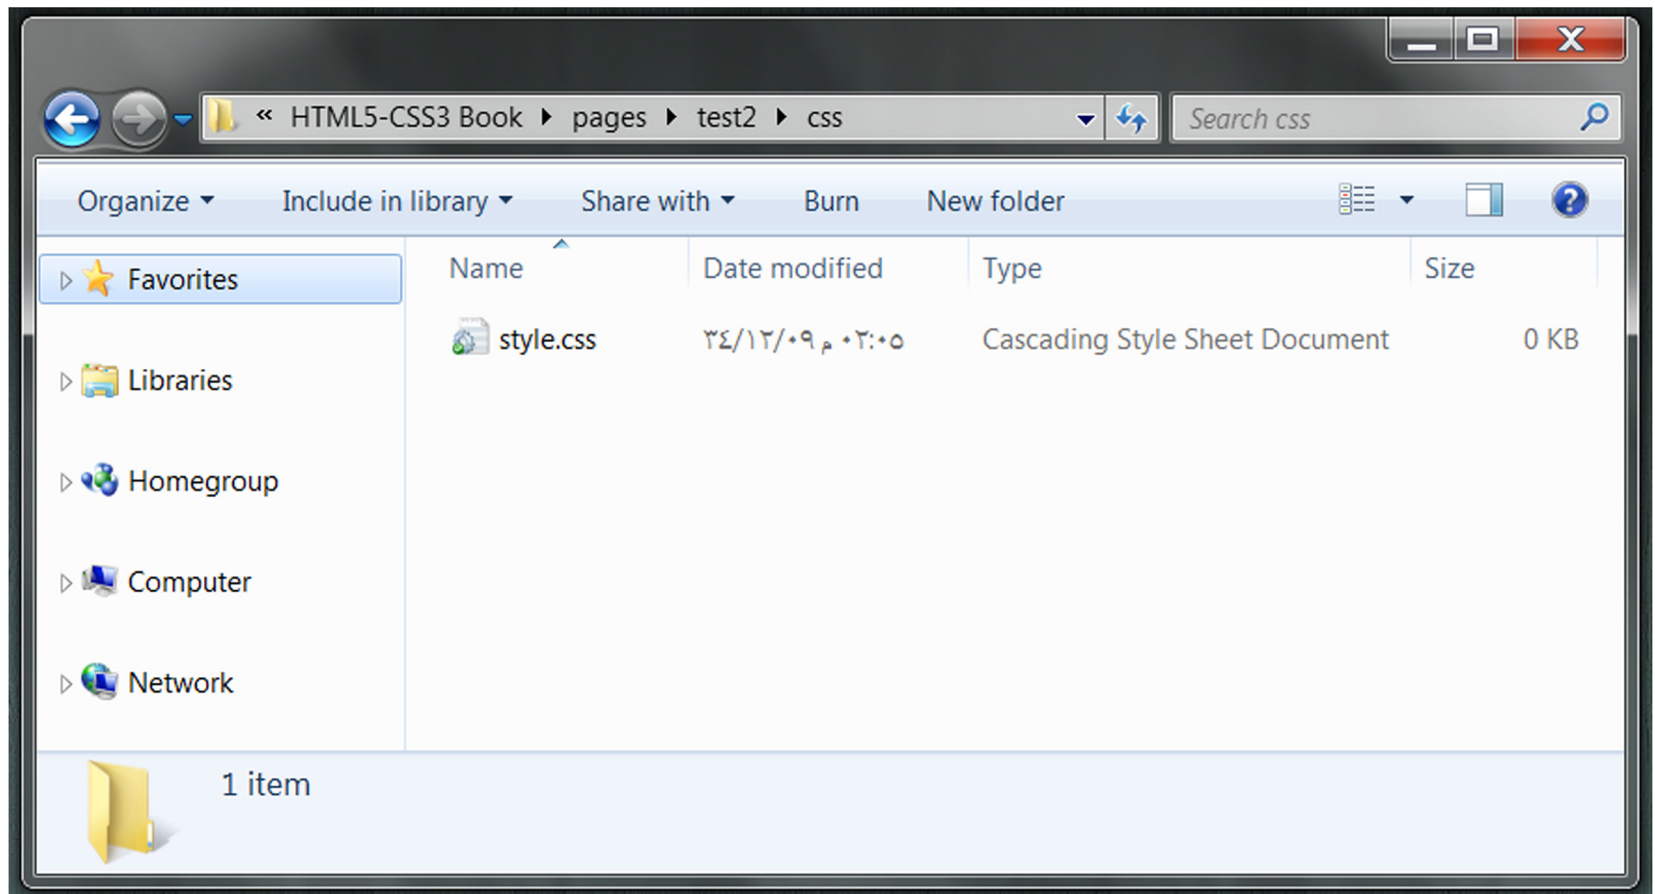 « HTML5-CSS3 Book ▸ pages ▸ test2 ▸ css
Search css
Organize Include in library Share with Burn New folder
Name Date modified Type Size
Favorites
style.css ٣٤/١٢/٠٩ م ٠٢:٠٥ Cascading Style Sheet Document 0 KB
Libraries
Homegroup
Computer
Network
1 item